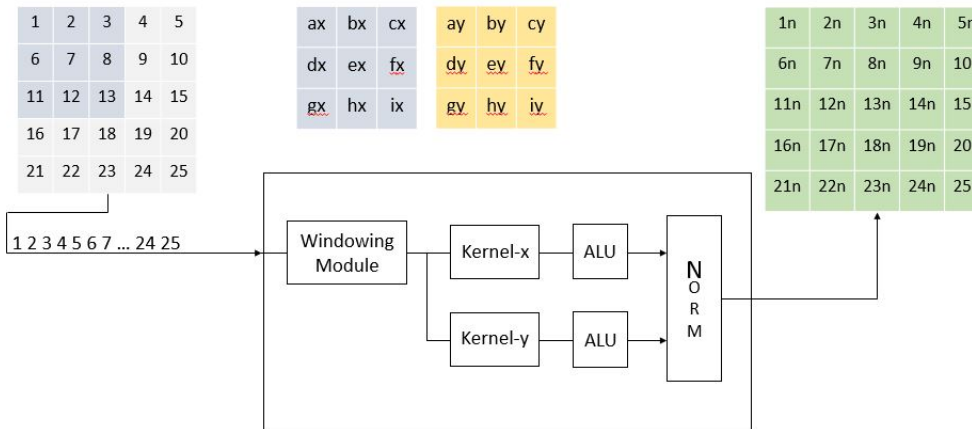 1 2 3 4 5
6 7 8 9 10
11 12 13 14 15
16 17 18 19 20
21 22 23 24 25
ax bx cx
dx ex fx
gx hx ix
ay by cy
dy ey fy
gy hy iy
1n 2n 3n 4n 5n
6n 7n 8n 9n 10
11n 12n 13n 14n 15
16n 17n 18n 19n 20
21n 22n 23n 24n 25
1 2 3 4 5 6 7 ... 24 25
Windowing
Module
Kernel-x
ALU
Kernel-y
ALU
NORM